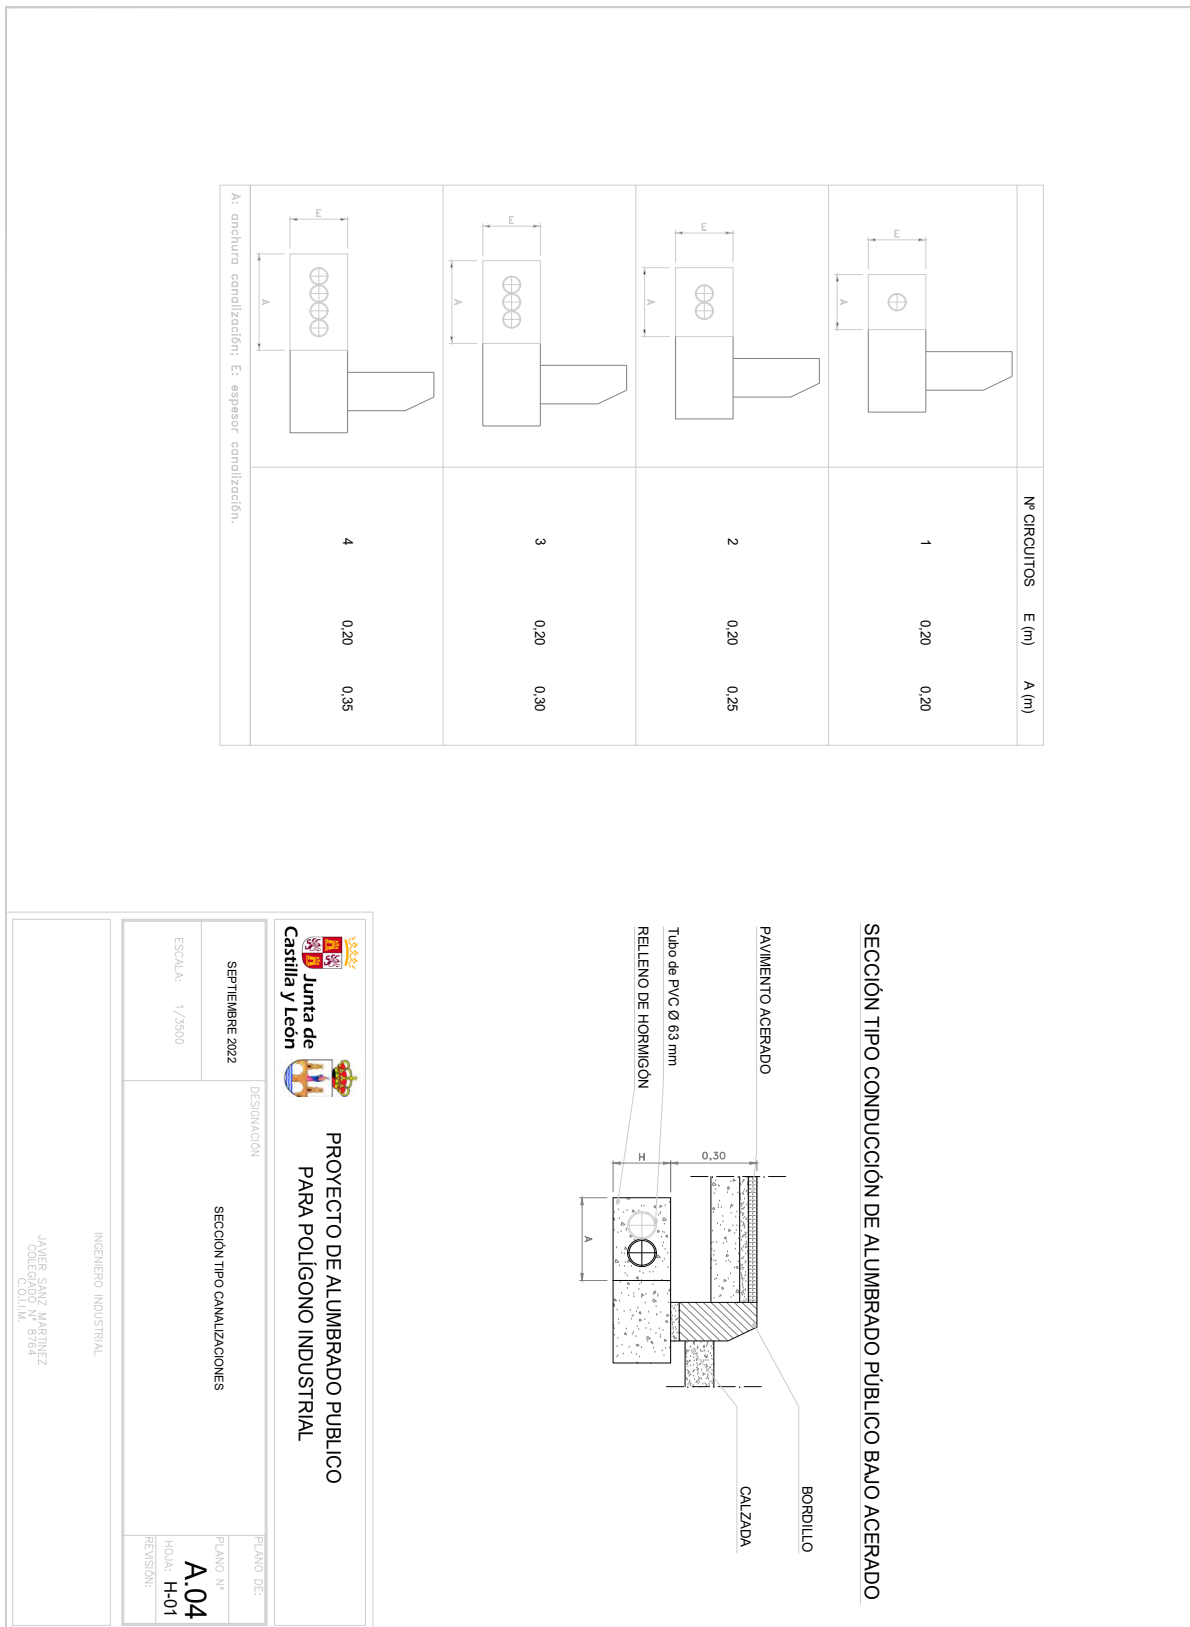 Nº CIRCUITOS E (m) A (m)
E
A
1 0,20 0,20
E
A
2 0,20 0,25
E
A
3 0,20 0,30
E
A
4 0,20 0,35
A: anchura canalización; E: espesor canalización.
SECCIÓN TIPO CONDUCCIÓN DE ALUMBRADO PÚBLICO BAJO ACERADO
BORDILLO
PAVIMENTO ACERADO
CALZADA
0,30
Tubo de PVC Ø 63 mm
H
RELLENO DE HORMIGÓN
A
Junta de
Castilla y León
PROYECTO DE ALUMBRADO PUBLICO
PARA POLÍGONO INDUSTRIAL
SEPTIEMBRE 2022
ESCALA: 1/3500
DESIGNACIÓN
SECCIÓN TIPO CANALIZACIONES
PLANO DE:
PLANO Nº
A.04
HOJA: H-01
REVISIÓN:
INGENIERO INDUSTRIAL
JAVIER SANZ MARTINEZ
COLEGIADO Nº 8764
C.O.I.I.M.